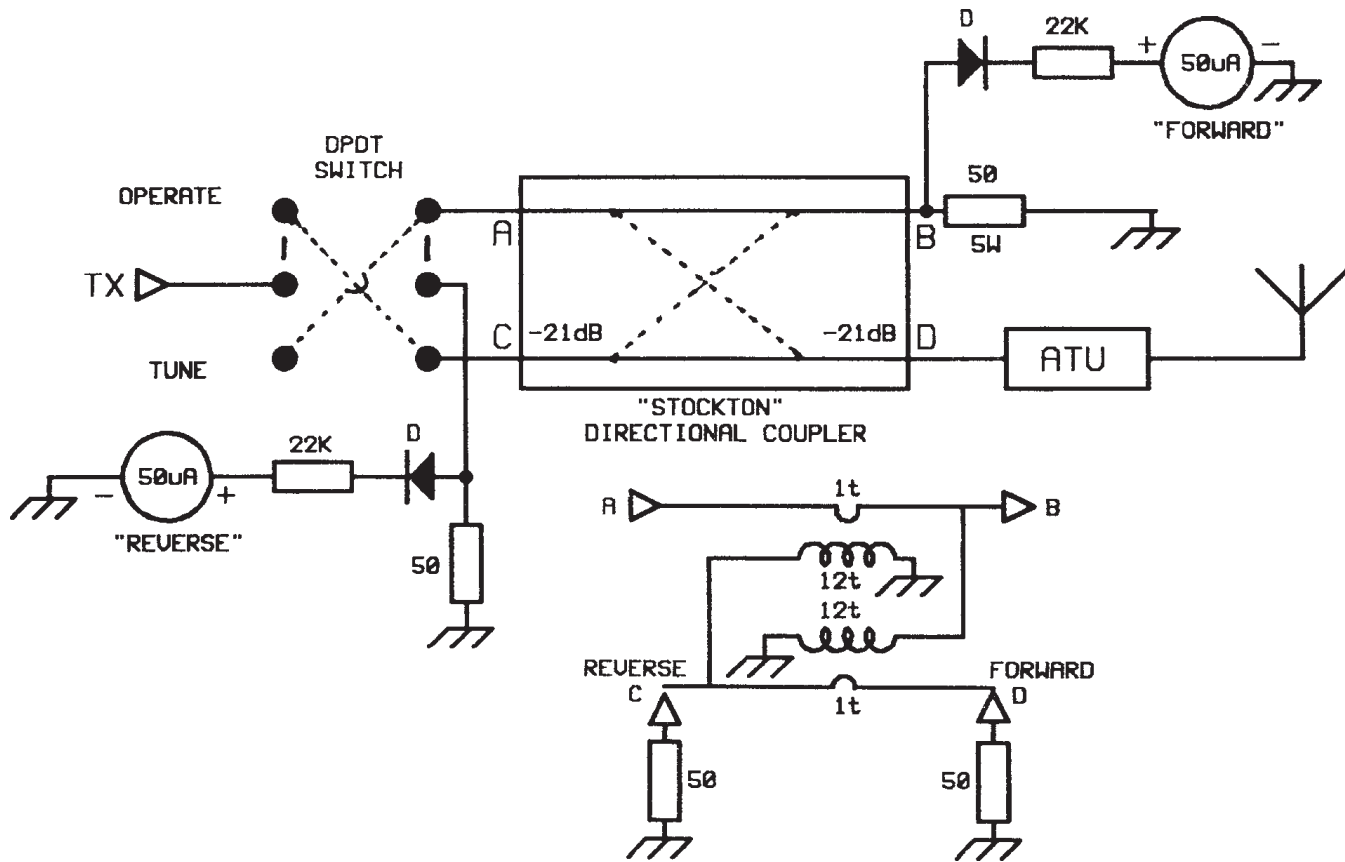 D
22K
+
50uA
-
"FORWARD"
DPDT
SWITCH
OPERATE
TX
TUNE
A
B
50
5W
C
-21dB
-21dB
D
ATU
"STOCKTON"
DIRECTIONAL COUPLER
50uA
-
+
22K
D
"REVERSE"
50
A
1t
B
12t
12t
REVERSE
C
1t
FORWARD
D
50
50